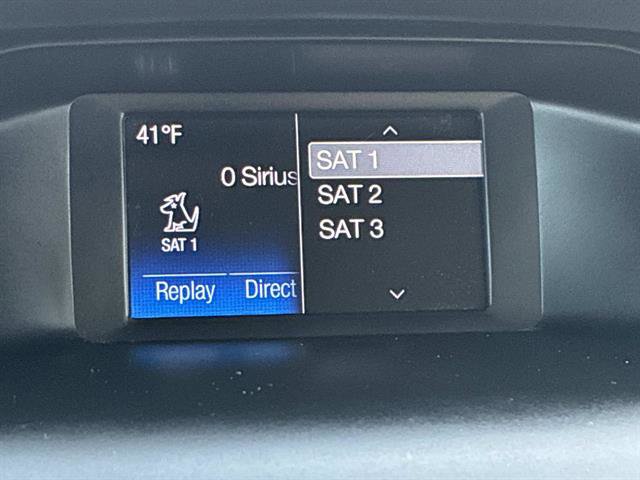 41°F
0 Sirius
SAT 1
Replay Direct
SAT 1
SAT 2
SAT 3